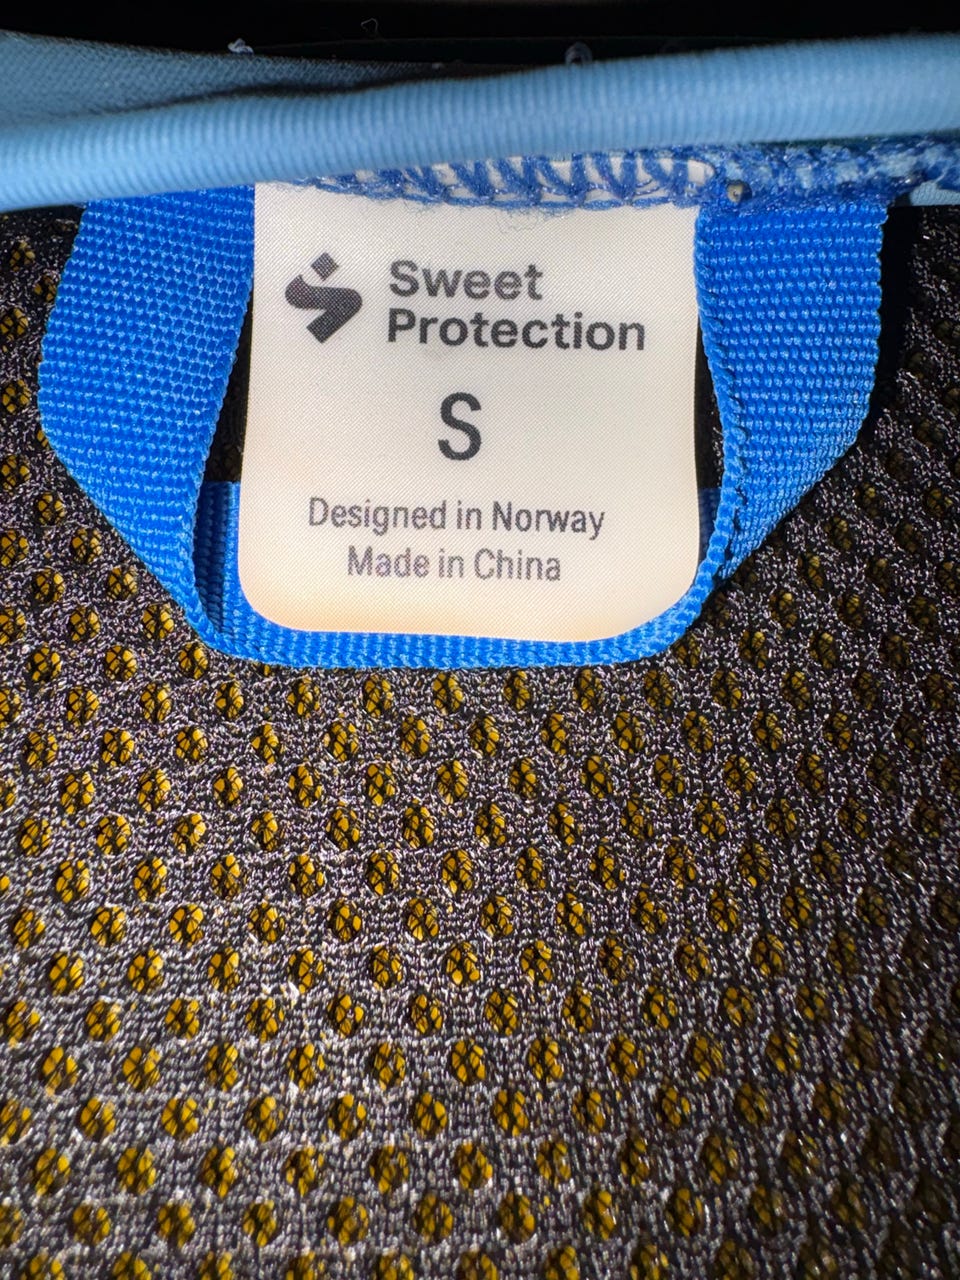 Sweet
Protection
S
Designed in Norway
Made in China